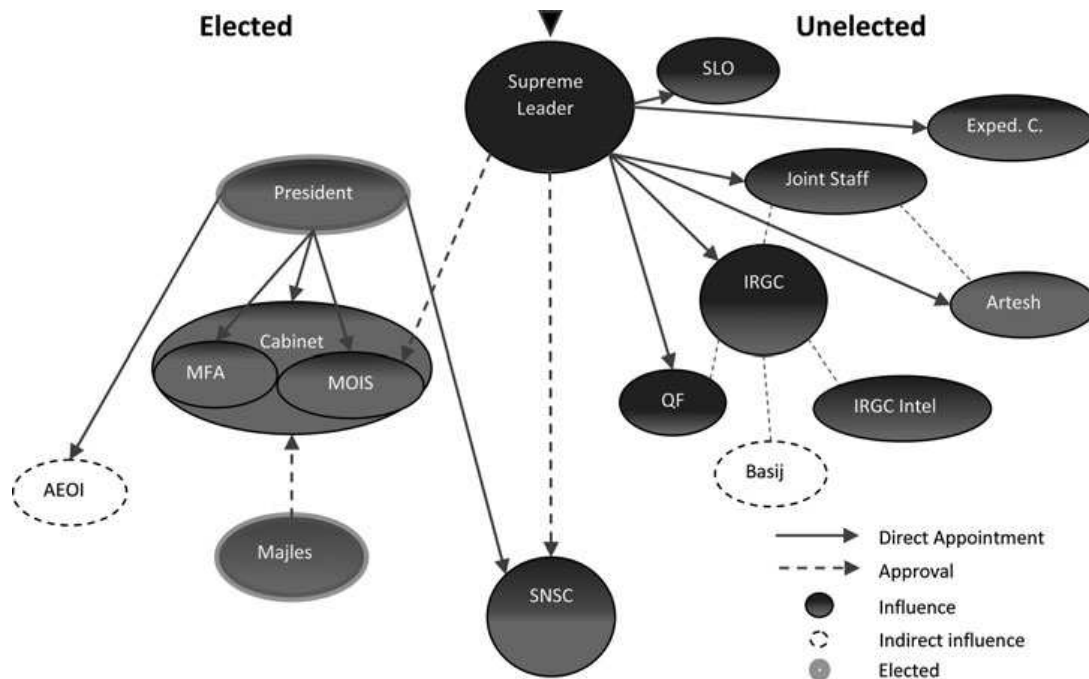 Elected
Unelected
Supreme
Leader
SLO
Exped. C.
Joint Staff
President
IRGC
Artesh
Cabinet
MFA
MOIS
QF
IRGC Intel
Basij
AEOI
Majles
SNSC
Direct Appointment
Approval
Influence
Indirect influence
Elected